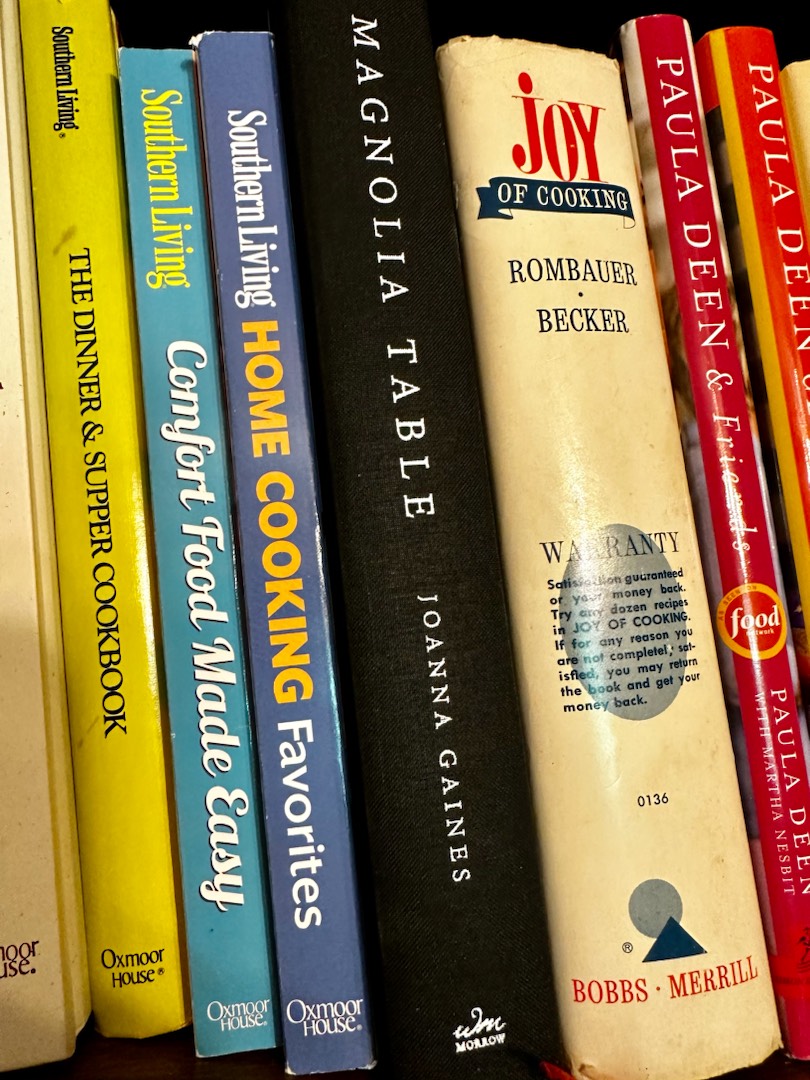 oor
use.
Southern Living®
THE DINNER & SUPPER COOKBOOK
Oxmoor
House®
Southern Living
Comfort Food Made Easy
Oxmoor
House®
Southern Living
HOME COOKING Favorites
Oxmoor
House®
MAGNOLIA TABLE
JOANNA GAINES
wm
MORROW
JOY
OF COOKING
ROMBAUER
·
BECKER
WARRANTY
Satisfaction guaranteed
or your money back.
Try any dozen recipes
in JOY OF COOKING.
If for any reason you
are not completely sat-
isfied, you may return
the book and get your
money back.
0136
®
BOBBS · MERRILL
PAULA DEEN & Friends
food
network
PAULA DEEN
WITH MARTHA NESBIT
PAULA DEEN